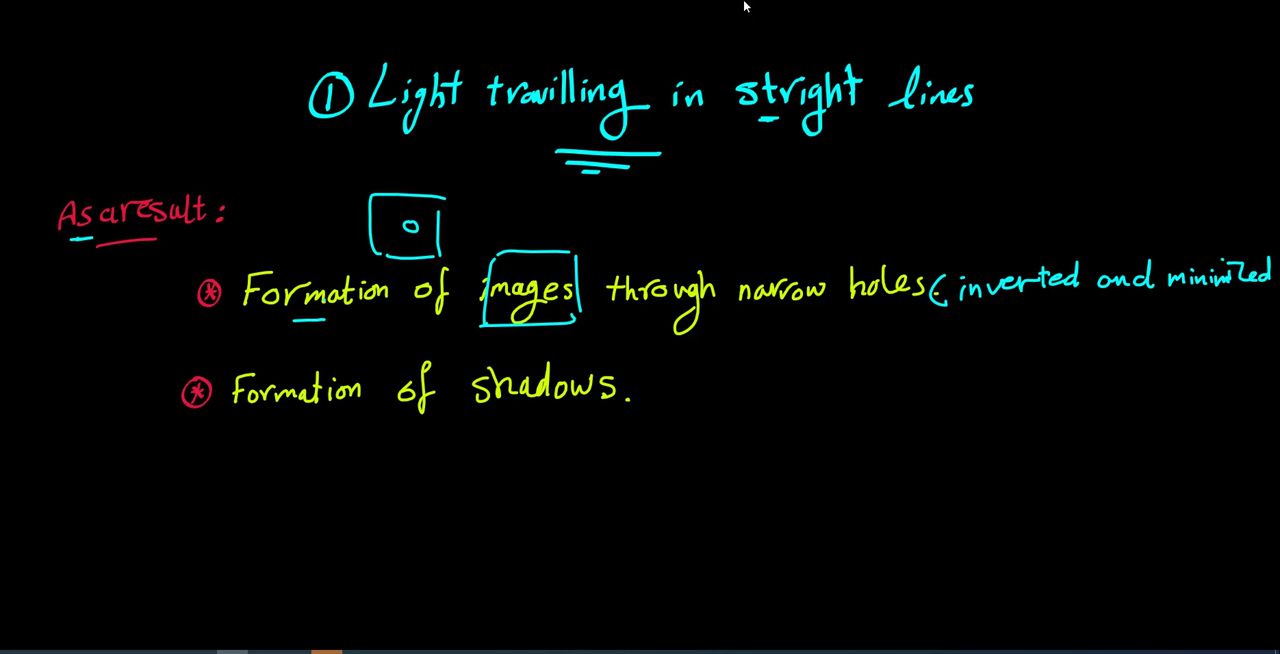 ① Light travilling in stright lines
As a result:
* Formation of images through narrow holes ( inverted and minimized
* Formation of shadows.